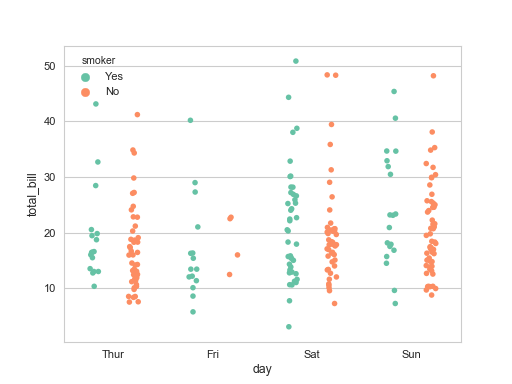 smoker
Yes
No
50
40
30
20
10
total_bill
Thur Fri Sat Sun
day